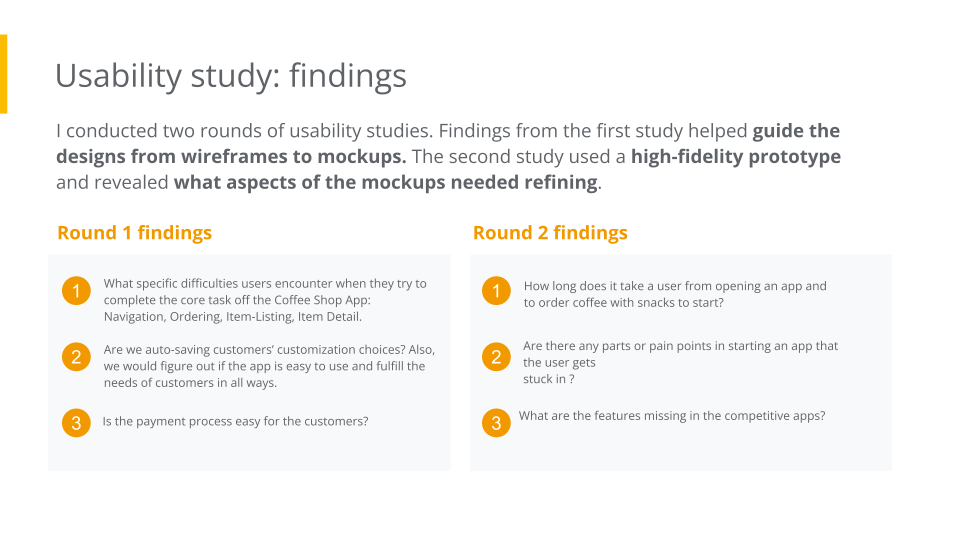 Usability study: findings
I conducted two rounds of usability studies. Findings from the first study helped guide the
designs from wireframes to mockups. The second study used a high-fidelity prototype
and revealed what aspects of the mockups needed refining.
Round 1 findings
1
What specific difficulties users encounter when they try to
complete the core task off the Coffee Shop App:
Navigation, Ordering, Item-Listing, Item Detail.
2
Are we auto-saving customers’ customization choices? Also,
we would figure out if the app is easy to use and fulfill the
needs of customers in all ways.
3
Is the payment process easy for the customers?
Round 2 findings
1
How long does it take a user from opening an app and
to order coffee with snacks to start?
2
Are there any parts or pain points in starting an app that
the user gets
stuck in ?
3
What are the features missing in the competitive apps?